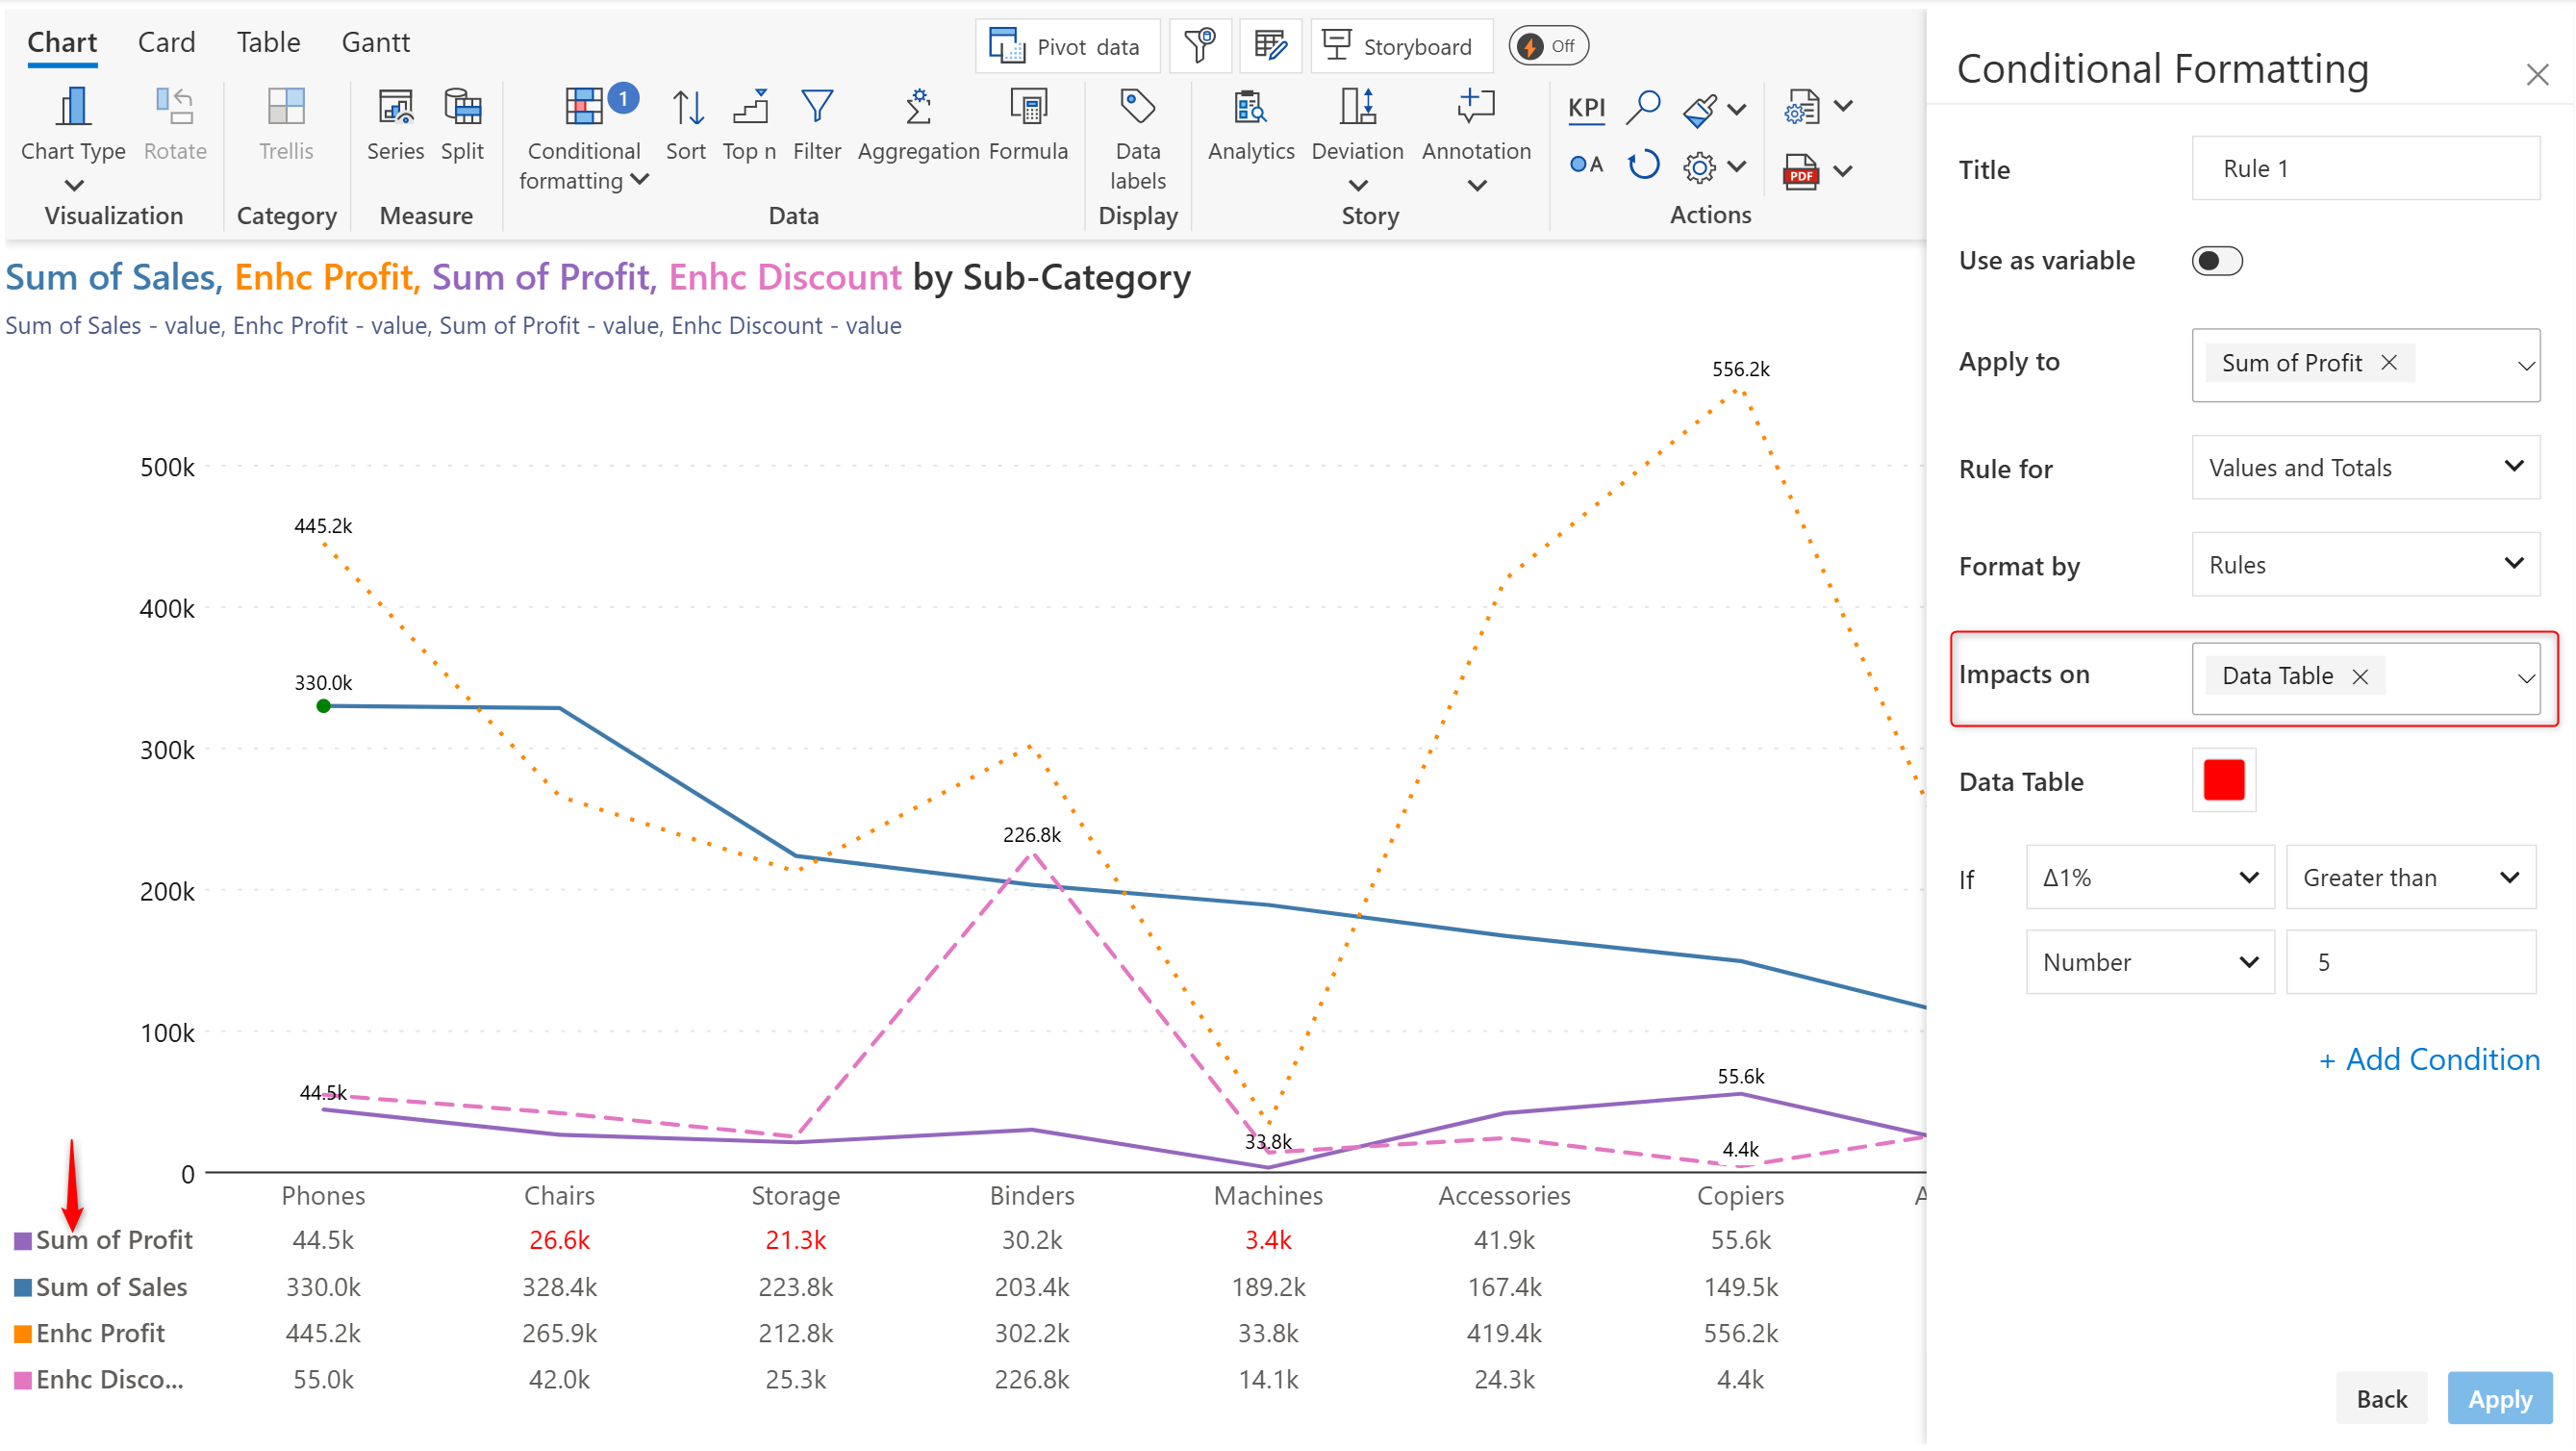 Chart Card Table Gantt
Pivot data Storyboard Off
Chart Type Rotate Trellis Series Split Conditional formatting 1 Sort Top n Filter Aggregation Formula Data labels Analytics Deviation Annotation KPI A PDF
Visualization Category Measure Data Display Story Actions
Sum of Sales, Enhc Profit, Sum of Profit, Enhc Discount by Sub-Category
Sum of Sales - value, Enhc Profit - value, Sum of Profit - value, Enhc Discount - value
556.2k
500k
445.2k
400k
330.0k
300k
226.8k
200k
100k
44.5k
55.6k
33.8k
4.4k
0
Phones Chairs Storage Binders Machines Accessories Copiers A
Sum of Profit 44.5k 26.6k 21.3k 30.2k 3.4k 41.9k 55.6k
Sum of Sales 330.0k 328.4k 223.8k 203.4k 189.2k 167.4k 149.5k
Enhc Profit 445.2k 265.9k 212.8k 302.2k 33.8k 419.4k 556.2k
Enhc Disco... 55.0k 42.0k 25.3k 226.8k 14.1k 24.3k 4.4k
Conditional Formatting
Title Rule 1
Use as variable
Apply to Sum of Profit
Rule for Values and Totals
Format by Rules
Impacts on Data Table
Data Table
If Δ1% Greater than
Number 5
+ Add Condition
Back Apply